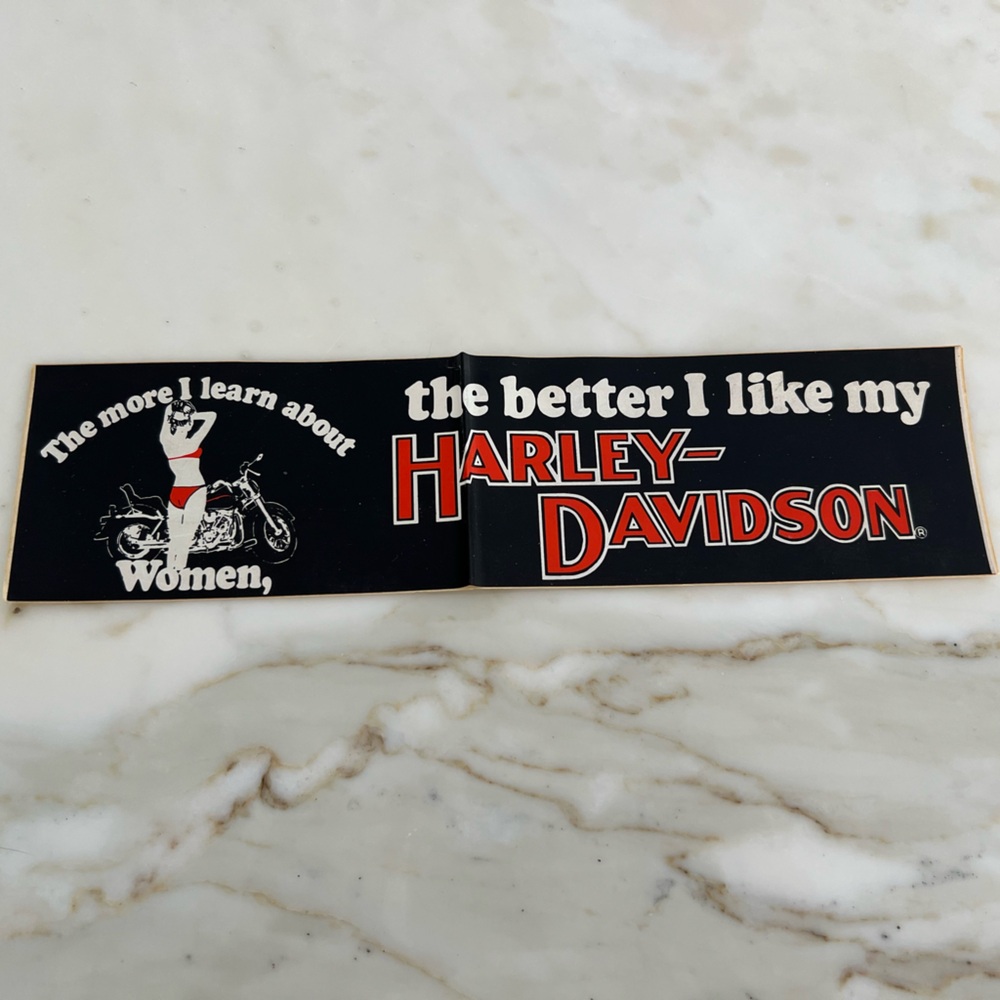 The more I learn about
Women,
the better I like my
HARLEY-
DAVIDSON®